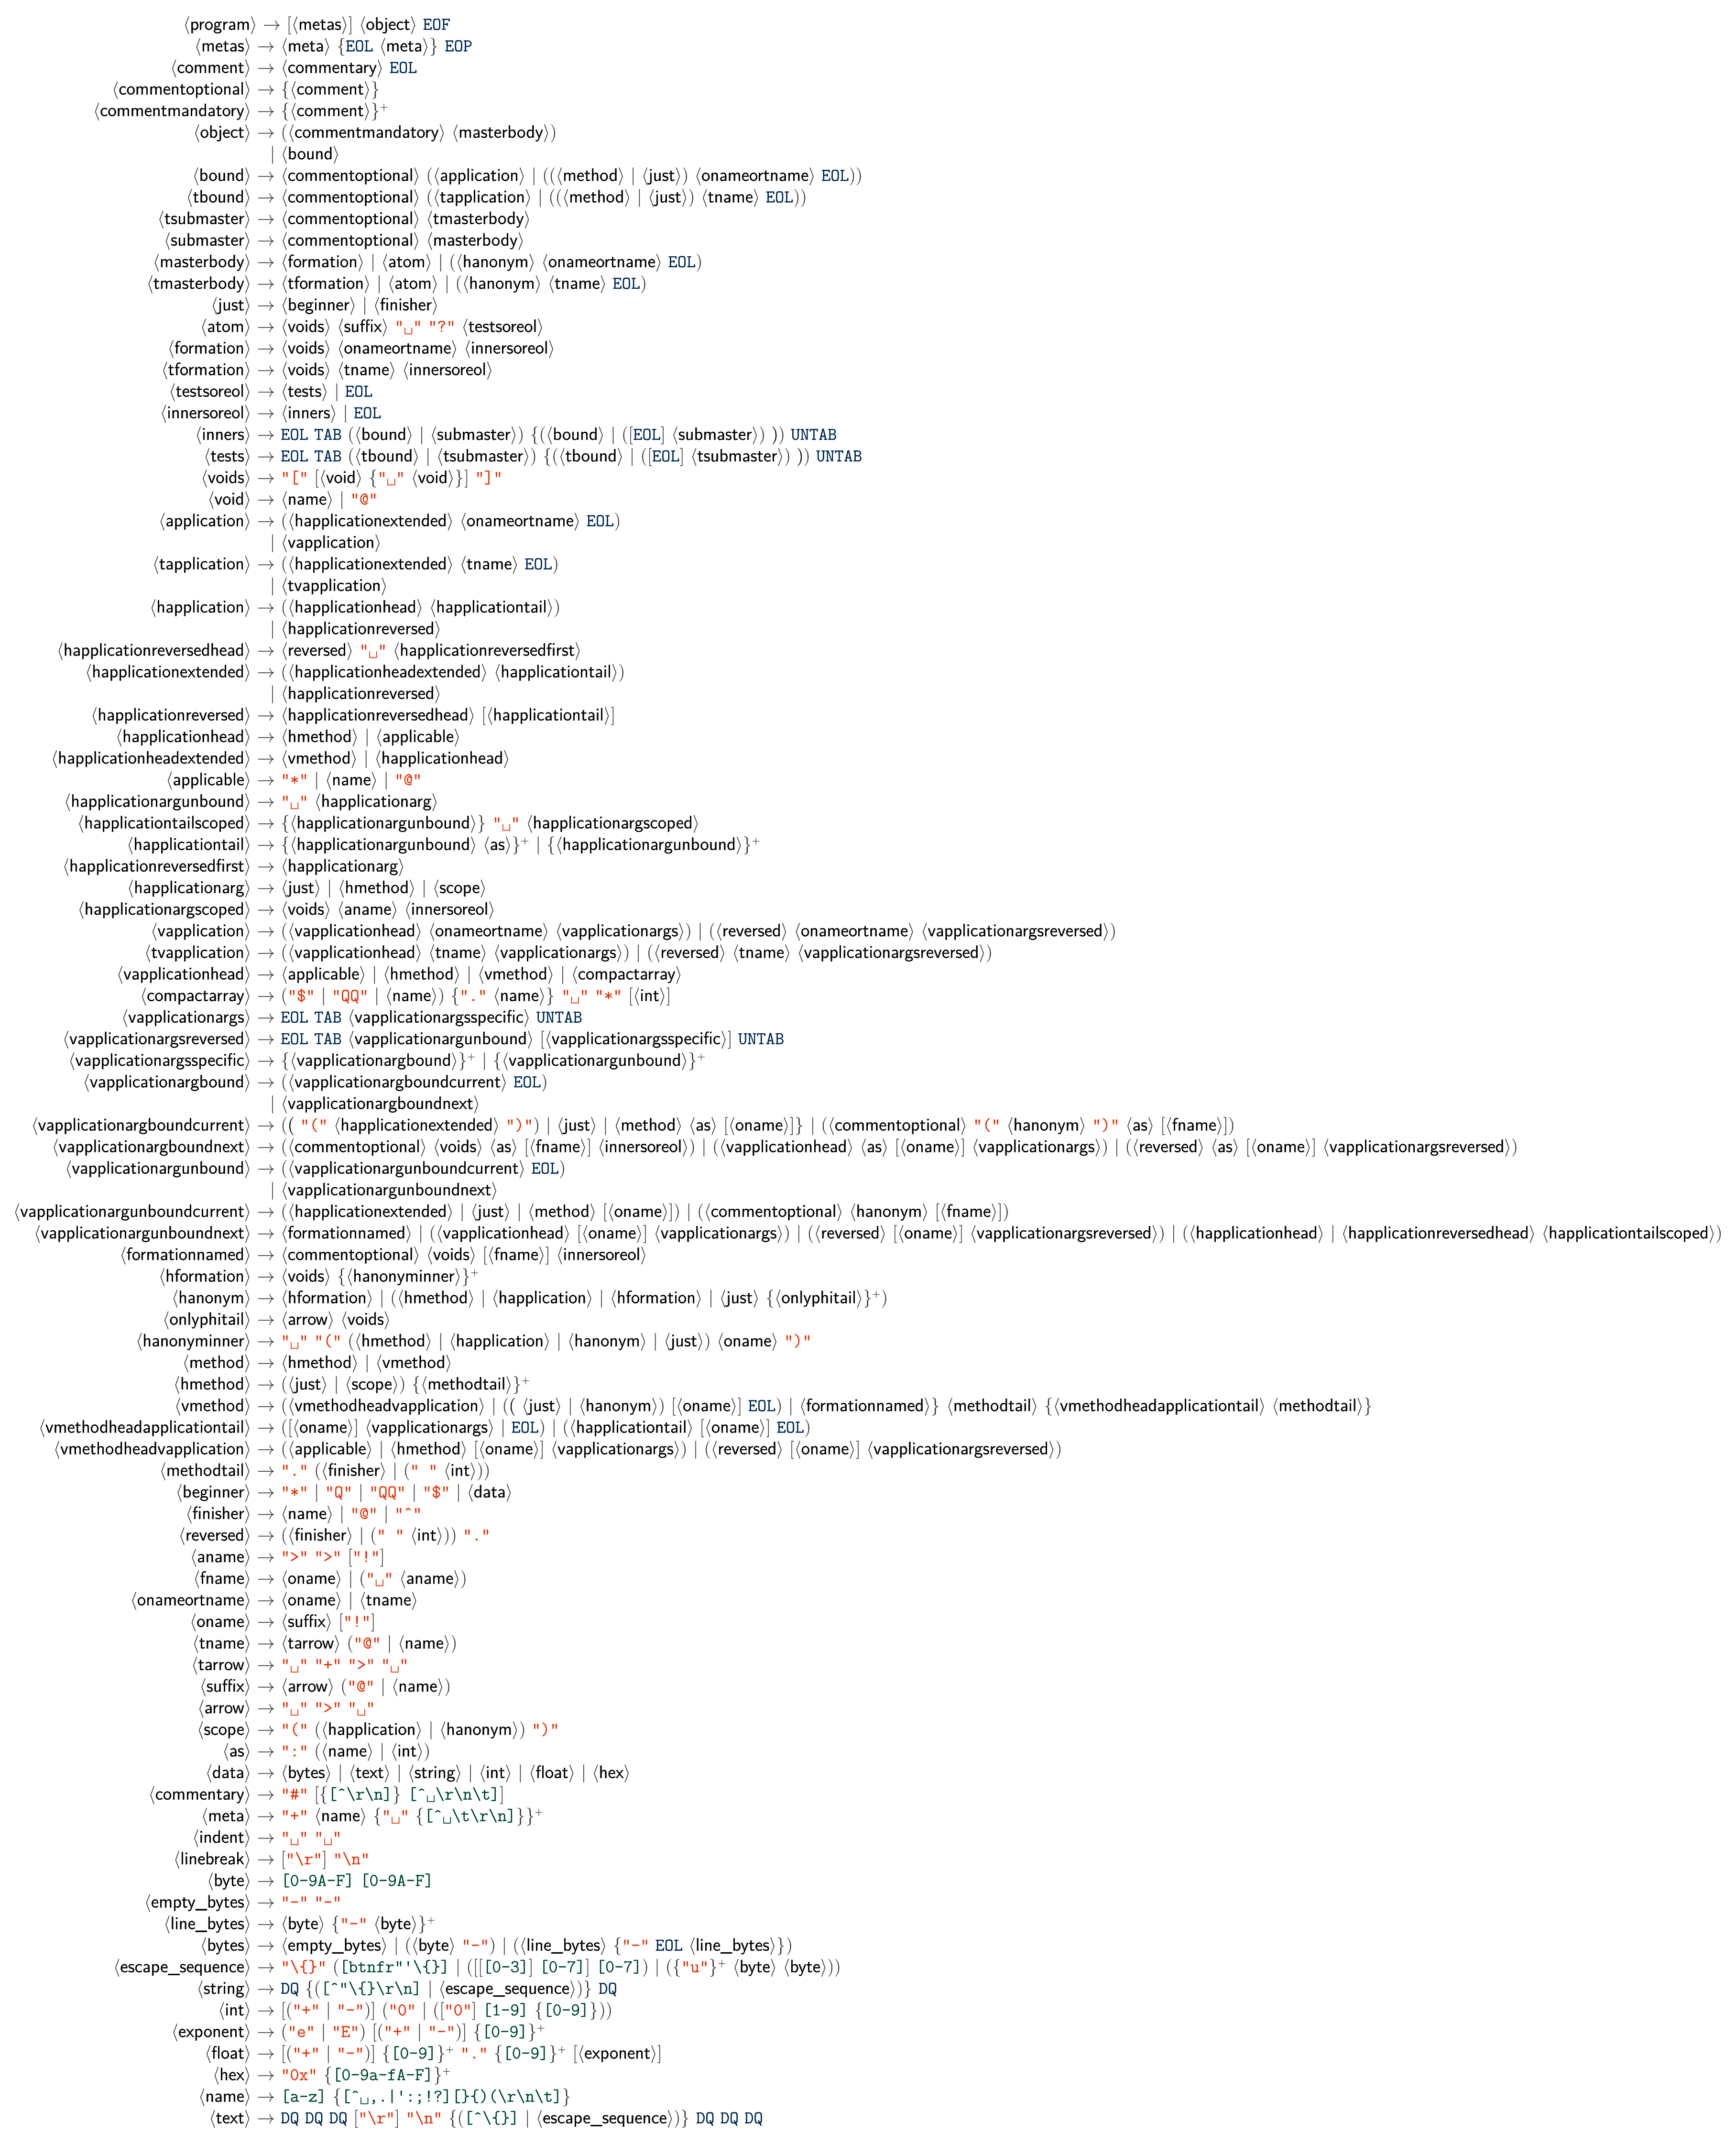 ⟨program⟩ → [⟨metas⟩] ⟨object⟩ EOF
⟨metas⟩ → ⟨meta⟩ {EOL ⟨meta⟩} EOP
⟨comment⟩ → ⟨commentary⟩ EOL
⟨commentoptional⟩ → {⟨comment⟩}
⟨commentmandatory⟩ → {⟨comment⟩}⁺
⟨object⟩ → (⟨commentmandatory⟩ ⟨masterbody⟩)
| ⟨bound⟩
⟨bound⟩ → ⟨commentoptional⟩ (⟨application⟩ | ((⟨method⟩ | ⟨just⟩) ⟨onameortname⟩ EOL))
⟨tbound⟩ → ⟨commentoptional⟩ (⟨tapplication⟩ | ((⟨method⟩ | ⟨just⟩) ⟨tname⟩ EOL))
⟨tsubmaster⟩ → ⟨commentoptional⟩ ⟨tmasterbody⟩
⟨submaster⟩ → ⟨commentoptional⟩ ⟨masterbody⟩
⟨masterbody⟩ → ⟨formation⟩ | ⟨atom⟩ | (⟨hanonym⟩ ⟨onameortname⟩ EOL)
⟨tmasterbody⟩ → ⟨tformation⟩ | ⟨atom⟩ | (⟨hanonym⟩ ⟨tname⟩ EOL)
⟨just⟩ → ⟨beginner⟩ | ⟨finisher⟩
⟨atom⟩ → ⟨voids⟩ ⟨suffix⟩ "␣" "?" ⟨testsoreol⟩
⟨formation⟩ → ⟨voids⟩ ⟨onameortname⟩ ⟨innersoreol⟩
⟨tformation⟩ → ⟨voids⟩ ⟨tname⟩ ⟨innersoreol⟩
⟨testsoreol⟩ → ⟨tests⟩ | EOL
⟨innersoreol⟩ → ⟨inners⟩ | EOL
⟨inners⟩ → EOL TAB (⟨bound⟩ | ⟨submaster⟩) {(⟨bound⟩ | ([EOL] ⟨submaster⟩) )} UNTAB
⟨tests⟩ → EOL TAB (⟨tbound⟩ | ⟨tsubmaster⟩) {(⟨tbound⟩ | ([EOL] ⟨tsubmaster⟩) )} UNTAB
⟨voids⟩ → "[" [⟨void⟩ {"␣" ⟨void⟩}] "]"
⟨void⟩ → ⟨name⟩ | "@"
⟨application⟩ → (⟨happlicationextended⟩ ⟨onameortname⟩ EOL)
| ⟨vapplication⟩
⟨tapplication⟩ → (⟨happlicationextended⟩ ⟨tname⟩ EOL)
| ⟨tvapplication⟩
⟨happlication⟩ → (⟨happlicationhead⟩ ⟨happlicationtail⟩)
| ⟨happlicationreversed⟩
⟨happlicationreversedhead⟩ → ⟨reversed⟩ "␣" ⟨happlicationreversedfirst⟩
⟨happlicationextended⟩ → (⟨happlicationheadextended⟩ ⟨happlicationtail⟩)
| ⟨happlicationreversed⟩
⟨happlicationreversed⟩ → ⟨happlicationreversedhead⟩ [⟨happlicationtail⟩]
⟨happlicationhead⟩ → ⟨hmethod⟩ | ⟨applicable⟩
⟨happlicationheadextended⟩ → ⟨vmethod⟩ | ⟨happlicationhead⟩
⟨applicable⟩ → "*" | ⟨name⟩ | "@"
⟨happlicationargunbound⟩ → "␣" ⟨happlicationarg⟩
⟨happlicationtailscoped⟩ → {⟨happlicationargunbound⟩} "␣" ⟨happlicationargscoped⟩
⟨happlicationtail⟩ → {⟨happlicationargunbound⟩ ⟨as⟩}⁺ | {⟨happlicationargunbound⟩}⁺
⟨happlicationreversedfirst⟩ → ⟨happlicationarg⟩
⟨happlicationarg⟩ → ⟨just⟩ | ⟨hmethod⟩ | ⟨scope⟩
⟨happlicationargscoped⟩ → ⟨voids⟩ ⟨aname⟩ ⟨innersoreol⟩
⟨vapplication⟩ → (⟨vapplicationhead⟩ ⟨onameortname⟩ ⟨vapplicationargs⟩) | (⟨reversed⟩ ⟨onameortname⟩ ⟨vapplicationargsreversed⟩)
⟨tvapplication⟩ → (⟨vapplicationhead⟩ ⟨tname⟩ ⟨vapplicationargs⟩) | (⟨reversed⟩ ⟨tname⟩ ⟨vapplicationargsreversed⟩)
⟨vapplicationhead⟩ → ⟨applicable⟩ | ⟨hmethod⟩ | ⟨vmethod⟩ | ⟨compactarray⟩
⟨compactarray⟩ → ("$" | "QQ" | ⟨name⟩) {"." ⟨name⟩} "␣" "*" [⟨int⟩]
⟨vapplicationargs⟩ → EOL TAB ⟨vapplicationargsspecific⟩ UNTAB
⟨vapplicationargsreversed⟩ → EOL TAB ⟨vapplicationargunbound⟩ [⟨vapplicationargsspecific⟩] UNTAB
⟨vapplicationargsspecific⟩ → {⟨vapplicationargbound⟩}⁺ | {⟨vapplicationargunbound⟩}⁺
⟨vapplicationargbound⟩ → (⟨vapplicationargboundcurrent⟩ EOL)
| ⟨vapplicationargboundnext⟩
⟨vapplicationargboundcurrent⟩ → (( "(" ⟨happlicationextended⟩ ")") | ⟨just⟩ | ⟨method⟩ ⟨as⟩ [⟨oname⟩]} | (⟨commentoptional⟩ "(" ⟨hanonym⟩ ")" ⟨as⟩ [⟨fname⟩])
⟨vapplicationargboundnext⟩ → (⟨commentoptional⟩ ⟨voids⟩ ⟨as⟩ [⟨fname⟩] ⟨innersoreol⟩) | (⟨vapplicationhead⟩ ⟨as⟩ [⟨oname⟩] ⟨vapplicationargs⟩) | (⟨reversed⟩ ⟨as⟩ [⟨oname⟩] ⟨vapplicationargsreversed⟩)
⟨vapplicationargunbound⟩ → (⟨vapplicationargunboundcurrent⟩ EOL)
| ⟨vapplicationargunboundnext⟩
⟨vapplicationargunboundcurrent⟩ → (⟨happlicationextended⟩ | ⟨just⟩ | ⟨method⟩ [⟨oname⟩]) | (⟨commentoptional⟩ ⟨hanonym⟩ [⟨fname⟩])
⟨vapplicationargunboundnext⟩ → ⟨formationnamed⟩ | (⟨vapplicationhead⟩ [⟨oname⟩] ⟨vapplicationargs⟩) | (⟨reversed⟩ [⟨oname⟩] ⟨vapplicationargsreversed⟩) | (⟨happlicationhead⟩ | ⟨happlicationreversedhead⟩ ⟨happlicationtailscoped⟩)
⟨formationnamed⟩ → ⟨commentoptional⟩ ⟨voids⟩ [⟨fname⟩] ⟨innersoreol⟩
⟨hformation⟩ → ⟨voids⟩ {⟨hanonyminner⟩}⁺
⟨hanonym⟩ → ⟨hformation⟩ | (⟨hmethod⟩ | ⟨happlication⟩ | ⟨hformation⟩ | ⟨just⟩ {⟨onlyphitail⟩}⁺)
⟨onlyphitail⟩ → ⟨arrow⟩ ⟨voids⟩
⟨hanonyminner⟩ → "␣" "(" (⟨hmethod⟩ | ⟨happlication⟩ | ⟨hanonym⟩ | ⟨just⟩) ⟨oname⟩ ")"
⟨method⟩ → ⟨hmethod⟩ | ⟨vmethod⟩
⟨hmethod⟩ → (⟨just⟩ | ⟨scope⟩) {⟨methodtail⟩}⁺
⟨vmethod⟩ → (⟨vmethodheadvapplication⟩ | (( ⟨just⟩ | ⟨hanonym⟩) [⟨oname⟩] EOL) | ⟨formationnamed⟩} ⟨methodtail⟩ {⟨vmethodheadapplicationtail⟩ ⟨methodtail⟩}
⟨vmethodheadapplicationtail⟩ → ([⟨oname⟩] ⟨vapplicationargs⟩ | EOL) | (⟨happlicationtail⟩ [⟨oname⟩] EOL)
⟨vmethodheadvapplication⟩ → (⟨applicable⟩ | ⟨hmethod⟩ [⟨oname⟩] ⟨vapplicationargs⟩) | (⟨reversed⟩ [⟨oname⟩] ⟨vapplicationargsreversed⟩)
⟨methodtail⟩ → "." (⟨finisher⟩ | (" " ⟨int⟩))
⟨beginner⟩ → "*" | "Q" | "QQ" | "$" | ⟨data⟩
⟨finisher⟩ → ⟨name⟩ | "@" | "^"
⟨reversed⟩ → (⟨finisher⟩ | (" " ⟨int⟩)) "."
⟨aname⟩ → ">" ">" ["!"]
⟨fname⟩ → ⟨oname⟩ | ("␣" ⟨aname⟩)
⟨onameortname⟩ → ⟨oname⟩ | ⟨tname⟩
⟨oname⟩ → ⟨suffix⟩ ["!"]
⟨tname⟩ → ⟨tarrow⟩ ("@" | ⟨name⟩)
⟨tarrow⟩ → "␣" "+" ">" "␣"
⟨suffix⟩ → ⟨arrow⟩ ("@" | ⟨name⟩)
⟨arrow⟩ → "␣" ">" "␣"
⟨scope⟩ → "(" (⟨happlication⟩ | ⟨hanonym⟩) ")"
⟨as⟩ → ":" (⟨name⟩ | ⟨int⟩)
⟨data⟩ → ⟨bytes⟩ | ⟨text⟩ | ⟨string⟩ | ⟨int⟩ | ⟨float⟩ | ⟨hex⟩
⟨commentary⟩ → "#" [{[^\r\n]} [^␣\r\n\t]]
⟨meta⟩ → "+" ⟨name⟩ {"␣" {[^␣\t\r\n]}}⁺
⟨indent⟩ → "␣" "␣"
⟨linebreak⟩ → ["\r"] "\n"
⟨byte⟩ → [0-9A-F] [0-9A-F]
⟨empty_bytes⟩ → "-" "-"
⟨line_bytes⟩ → ⟨byte⟩ {"-" ⟨byte⟩}⁺
⟨bytes⟩ → ⟨empty_bytes⟩ | (⟨byte⟩ "-") | (⟨line_bytes⟩ {"-" EOL ⟨line_bytes⟩})
⟨escape_sequence⟩ → "\{}" ([btnfr"'\{}] | ([[[0-3]] [0-7]] [0-7]) | ({"u"}⁺ ⟨byte⟩ ⟨byte⟩))
⟨string⟩ → DQ {([^"\{}\r\n] | ⟨escape_sequence⟩)} DQ
⟨int⟩ → [("+" | "-")] ("0" | (["0"] [1-9] {[0-9]}))
⟨exponent⟩ → ("e" | "E") [("+" | "-")] {[0-9]}⁺
⟨float⟩ → [("+" | "-")] {[0-9]}⁺ "." {[0-9]}⁺ [⟨exponent⟩]
⟨hex⟩ → "0x" {[0-9a-fA-F]}⁺
⟨name⟩ → [a-z] {[^␣,.|':;!?][}{)(\r\n\t]}
⟨text⟩ → DQ DQ DQ ["\r"] "\n" {([^\{}] | ⟨escape_sequence⟩)} DQ DQ DQ